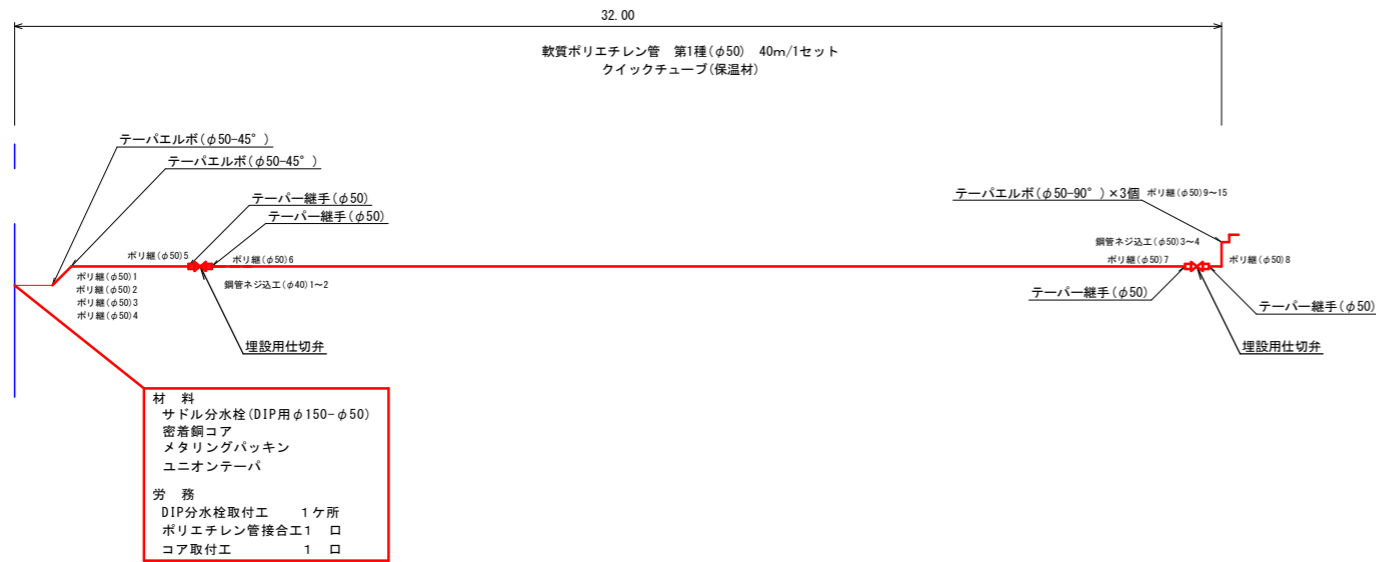 32.00
軟質ポリエチレン管　第1種(φ50)　40m/1セット
クイックチューブ(保温材)
テーパエルボ(φ50-45°)
テーパエルボ(φ50-45°)
テーパー継手(φ50)
テーパー継手(φ50)
テーパエルボ(φ50-90°)×3個　ポリ継(φ50)9～15
鋼管ネジ込工(φ50)3～4
ポリ継(φ50)5
ポリ継(φ50)6
ポリ継(φ50)7
ポリ継(φ50)8
ポリ継(φ50)1
ポリ継(φ50)2
ポリ継(φ50)3
ポリ継(φ50)4
鋼管ネジ込工(φ40)1～2
テーパー継手(φ50)
テーパー継手(φ50)
埋設用仕切弁
埋設用仕切弁
材　料
サドル分水栓(DIP用φ150-φ50)
密着銅コア
メタリングパッキン
ユニオンテーパ
労　務
DIP分水栓取付工　1ケ所
ポリエチレン管接合工1　口
コア取付工　1　口